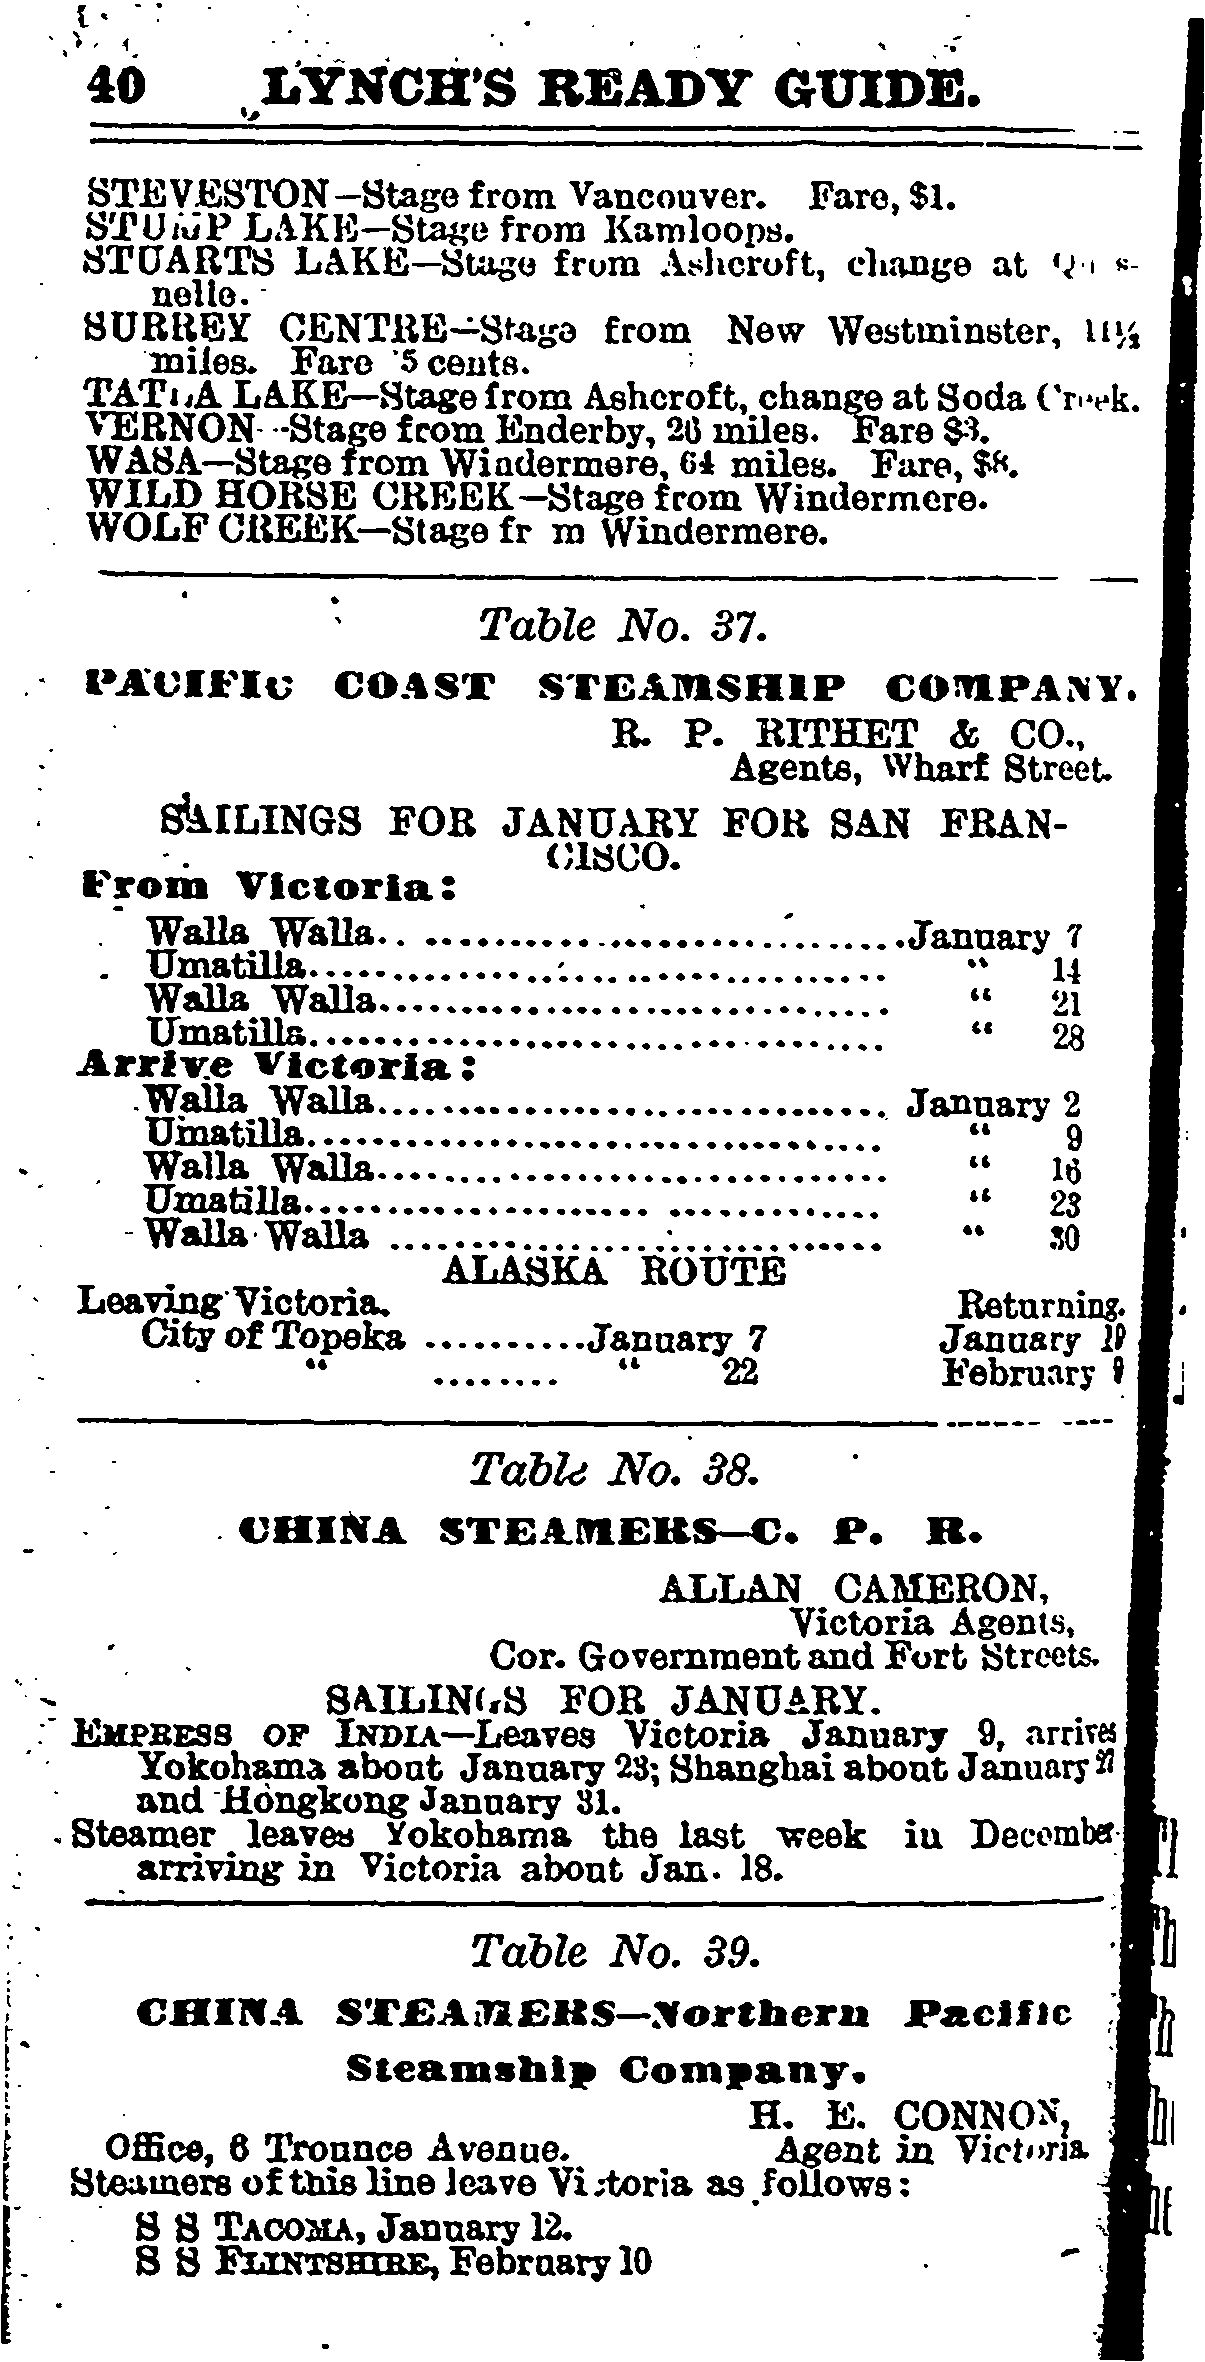 40 LYNCH'S READY GUIDE.
STEVESTON—Stage from Vancouver. Fare, $1.
STUMP LAKE—Stage from Kamloops.
STUARTS LAKE—Stage from Ashcroft, change at
nelle.
SURREY CENTRE—Stage from New Westminster, 11½
miles. Fare 5 cents.
TATLA LAKE—Stage from Ashcroft, change at Soda Creek.
VERNON—Stage from Enderby, 26 miles. Fare $3.
WASA—Stage from Windermere, 64 miles. Fare, $8.
WILD HORSE CREEK—Stage from Windermere.
WOLF CREEK—Stage fr m Windermere.
Table No. 37.
PACIFIC COAST STEAMSHIP COMPANY.
R. P. RITHET & CO.,
Agents, Wharf Street.
SAILINGS FOR JANUARY FOR SAN FRAN-
CISCO.
From Victoria:
Walla Walla.. ................................January 7
Umatilla................................ “ 14
Walla Walla................................ “ 21
Umatilla................................ “ 28
Arrive Victoria:
Walla Walla................................ January 2
Umatilla................................ “ 9
Walla Walla................................ “ 16
Umatilla................................ “ 23
Walla Walla ................................ “ 30
ALASKA ROUTE
Leaving Victoria. Returning.
City of Topeka ..........January 7 January 19
“ ........ “ 22 February 9
Table No. 38.
CHINA STEAMERS—C. P. R.
ALLAN CAMERON,
Victoria Agents,
Cor. Government and Fort Streets.
SAILINGS FOR JANUARY.
EMPRESS OF INDIA—Leaves Victoria January 9, arrives
Yokohama about January 23; Shanghai about January 27
and Hongkong January 31.
Steamer leaves Yokohama the last week in December
arriving in Victoria about Jan. 18.
Table No. 39.
CHINA STEAMERS—Northern Pacific
Steamship Company.
H. E. CONNON,
Office, 6 Trounce Avenue. Agent in Victoria
Steamers of this line leave Victoria as follows:
S S TACOMA, January 12.
S S FLINTSHIRE, February 10